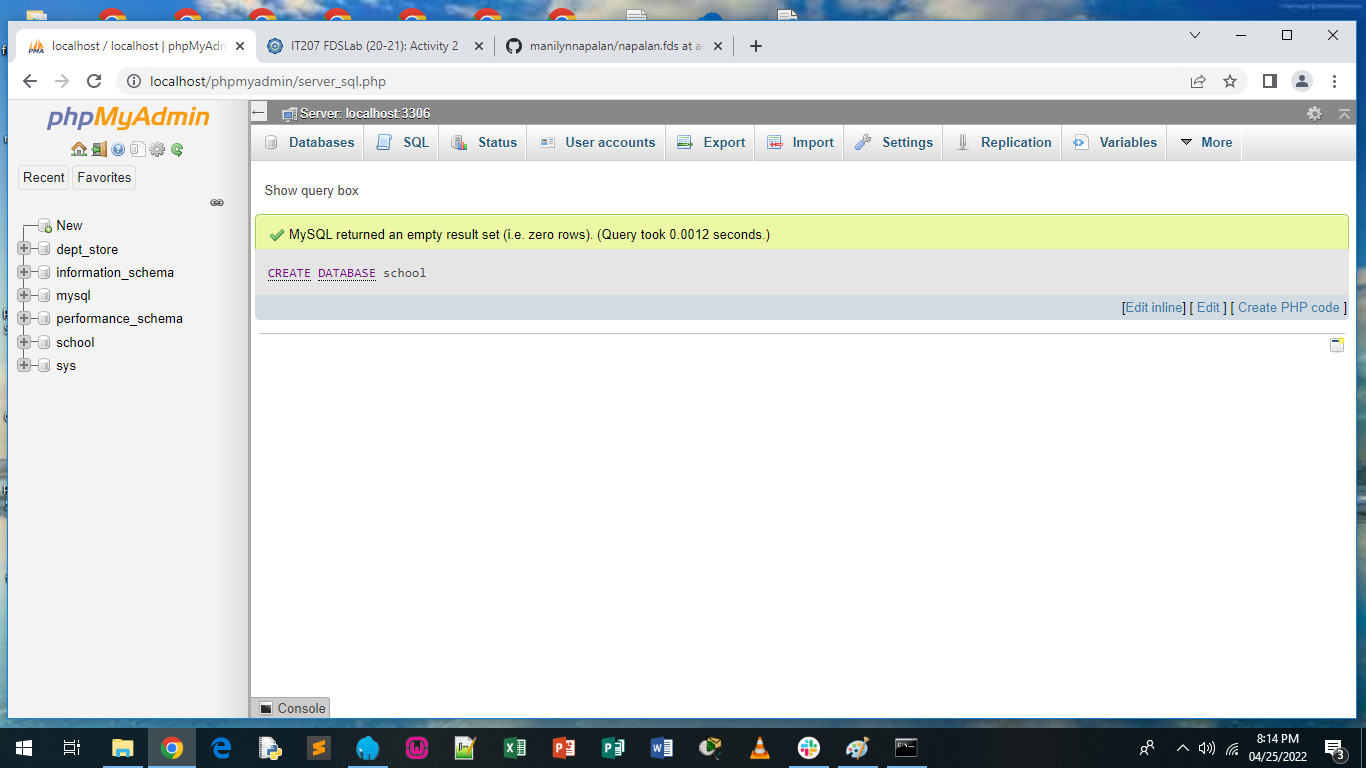 localhost / localhost | phpMyAdm
IT207 FDSLab (20-21): Activity 2
manilynnapalan/napalan.fds at ac
localhost/phpmyadmin/server_sql.php
phpMyAdmin
Recent
Favorites
New
dept_store
information_schema
mysql
performance_schema
school
sys
Server: localhost:3306
Databases
SQL
Status
User accounts
Export
Import
Settings
Replication
Variables
More
Show query box
MySQL returned an empty result set (i.e. zero rows). (Query took 0.0012 seconds.)
CREATE DATABASE school
[Edit inline] [ Edit ] [ Create PHP code ]
Console
8:14 PM
04/25/2022
3